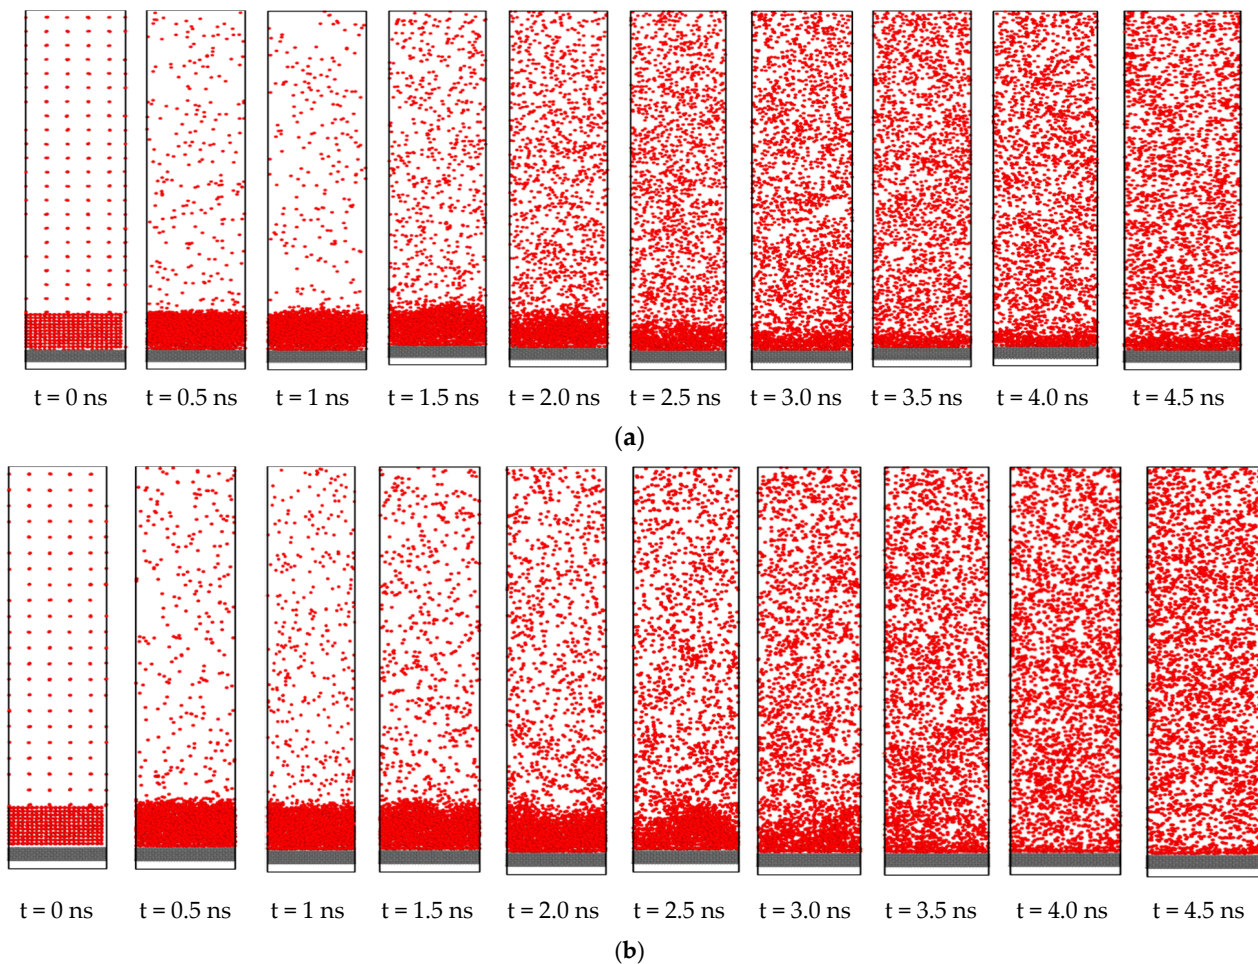 t = 0 ns t = 0.5 ns t = 1 ns t = 1.5 ns t = 2.0 ns t = 2.5 ns t = 3.0 ns t = 3.5 ns t = 4.0 ns t = 4.5 ns
(a)
t = 0 ns t = 0.5 ns t = 1 ns t = 1.5 ns t = 2.0 ns t = 2.5 ns t = 3.0 ns t = 3.5 ns t = 4.0 ns t = 4.5 ns
(b)